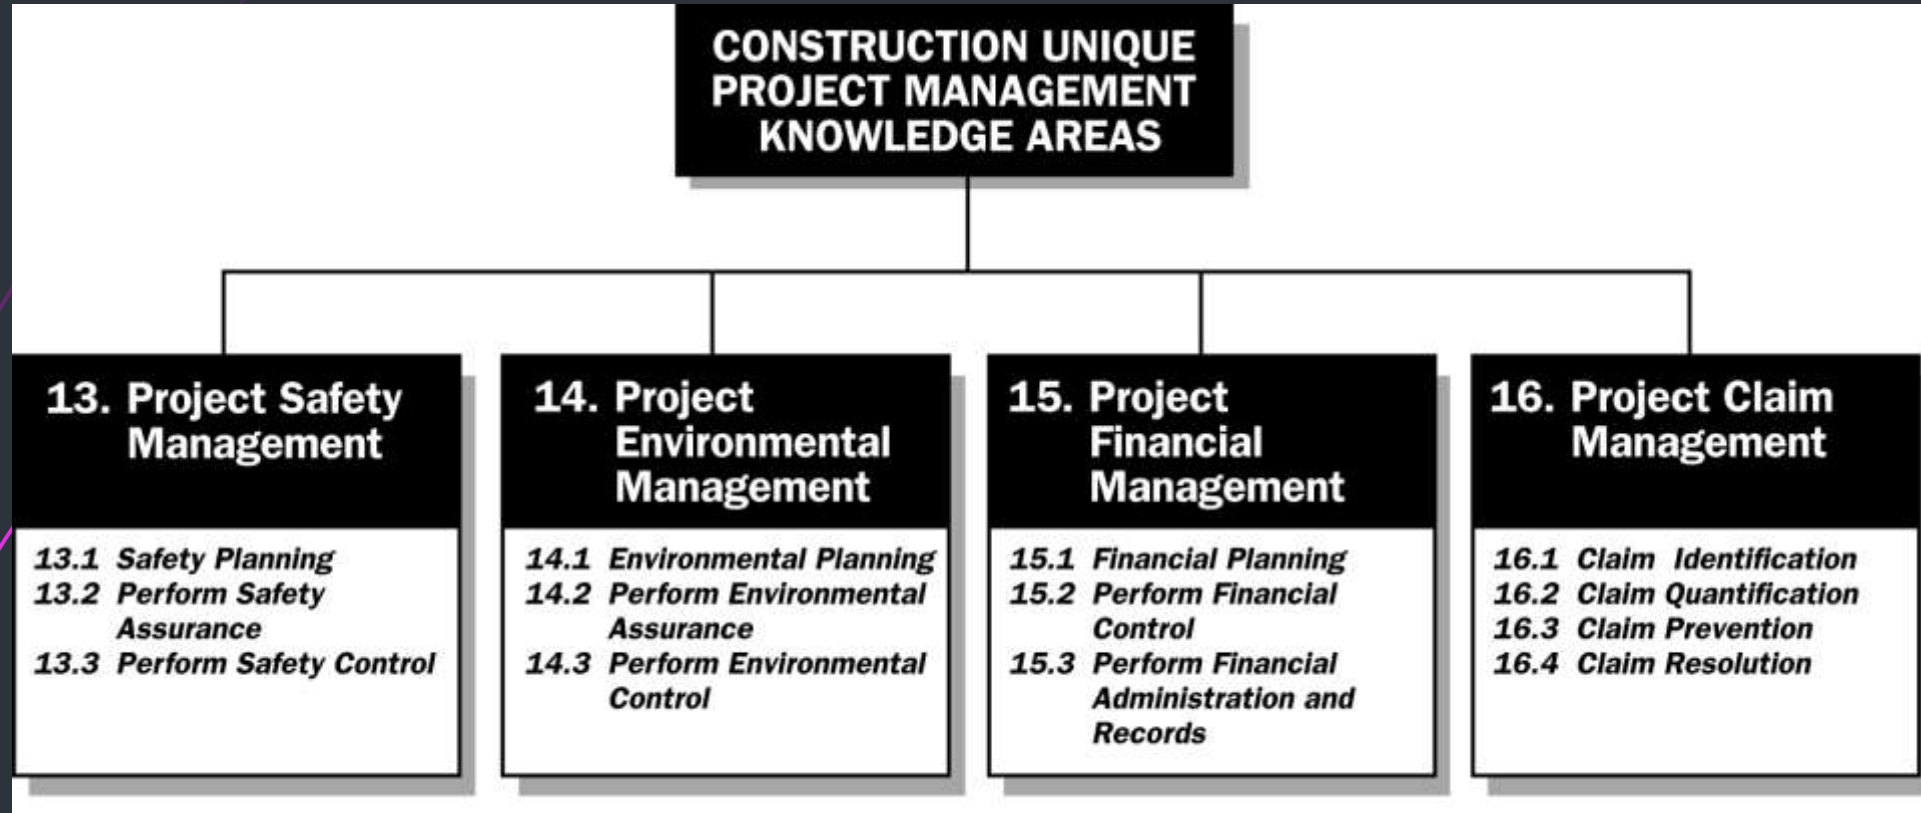 CONSTRUCTION UNIQUE
PROJECT MANAGEMENT
KNOWLEDGE AREAS
13. Project Safety
Management
13.1 Safety Planning
13.2 Perform Safety
Assurance
13.3 Perform Safety Control
14. Project
Environmental
Management
14.1 Environmental Planning
14.2 Perform Environmental
Assurance
14.3 Perform Environmental
Control
15. Project
Financial
Management
15.1 Financial Planning
15.2 Perform Financial
Control
15.3 Perform Financial
Administration and
Records
16. Project Claim
Management
16.1 Claim Identification
16.2 Claim Quantification
16.3 Claim Prevention
16.4 Claim Resolution